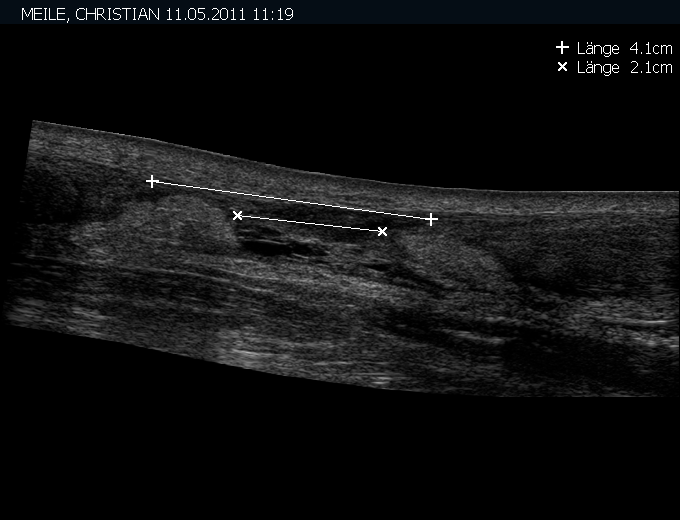 MEILE, CHRISTIAN 11.05.2011 11:19
+ Länge 4.1cm
× Länge 2.1cm